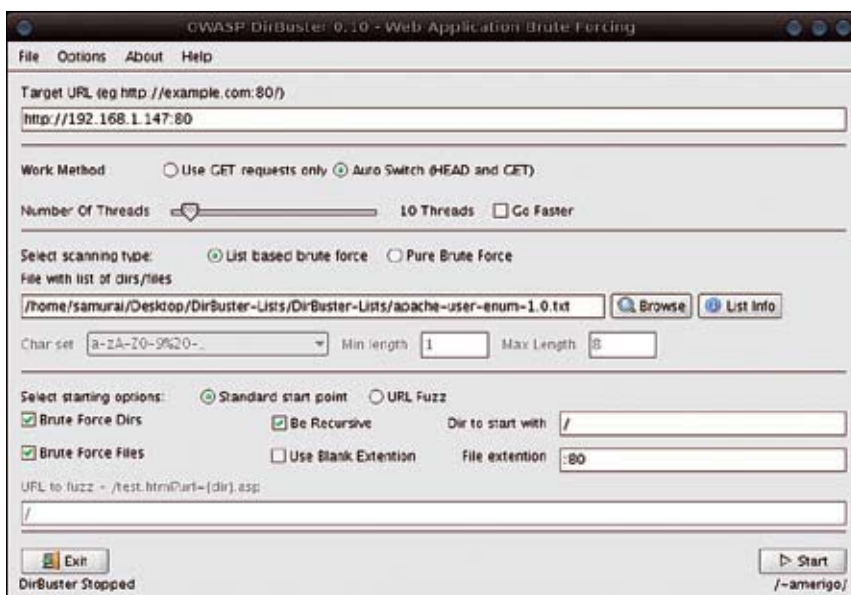 OWASP DirBuster 0.10 - Web Application Brute Forcing
File Options About Help
Target URL (eg http://example.com:80/)
http://192.168.1.147:80
Work Method Use GET requests only Auto Switch (HEAD and GET)
Number Of Threads 10 Threads Go Faster
Select scanning type: List based brute force Pure Brute Force
File with list of dirs/files
/home/samurai/Desktop/DirBuster-Lists/DirBuster-Lists/apache-user-enum-1.0.txt Browse List Info
Char set a-zA-Z0-9%20-_ Min length 1 Max Length 8
Select starting options: Standard start point URL Fuzz
Brute Force Dirs Be Recursive Dir to start with /
Brute Force Files Use Blank Extention File extention :80
URL to fuzz - /test.html?url={dir}.asp
/
Exit Start
DirBuster Stopped /~amerigo/